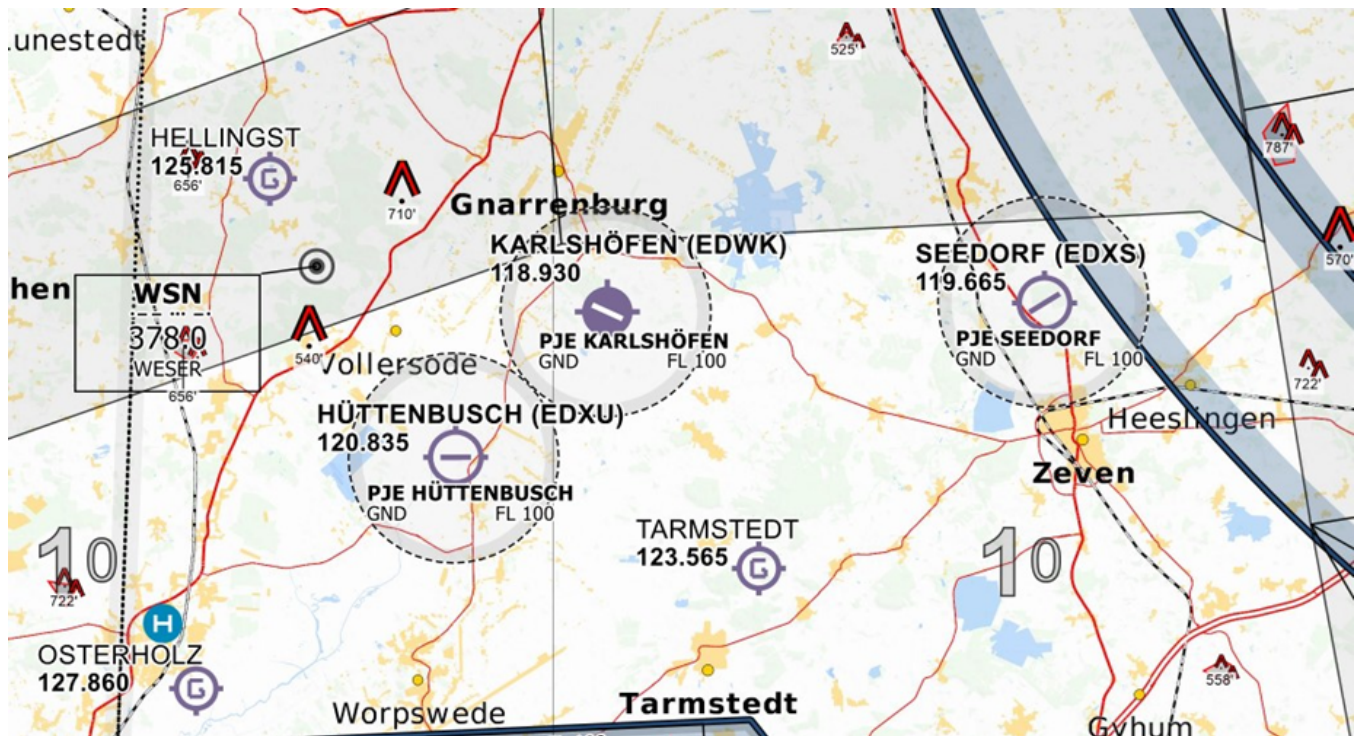 Lunestedt
525'
HELLINGST
125.815
656'
787'
710'
Gnarrenburg
KARLSHÖFEN (EDWK)
118.930
SEEDORF (EDXS)
119.665
570'
hen
WSN
378.0
WESER
656'
540'
PJE KARLSHÖFEN
GND FL 100
PJE SEEDORF
GND FL 100
Vollersode
722'
HÜTTENBUSCH (EDXU)
120.835
Heeslingen
Zeven
PJE HÜTTENBUSCH
GND FL 100
TARMSTEDT
123.565
G
10
10
722'
H
OSTERHOLZ
127.860
G
558'
Tarmstedt
Worpswede
Gyhum
G